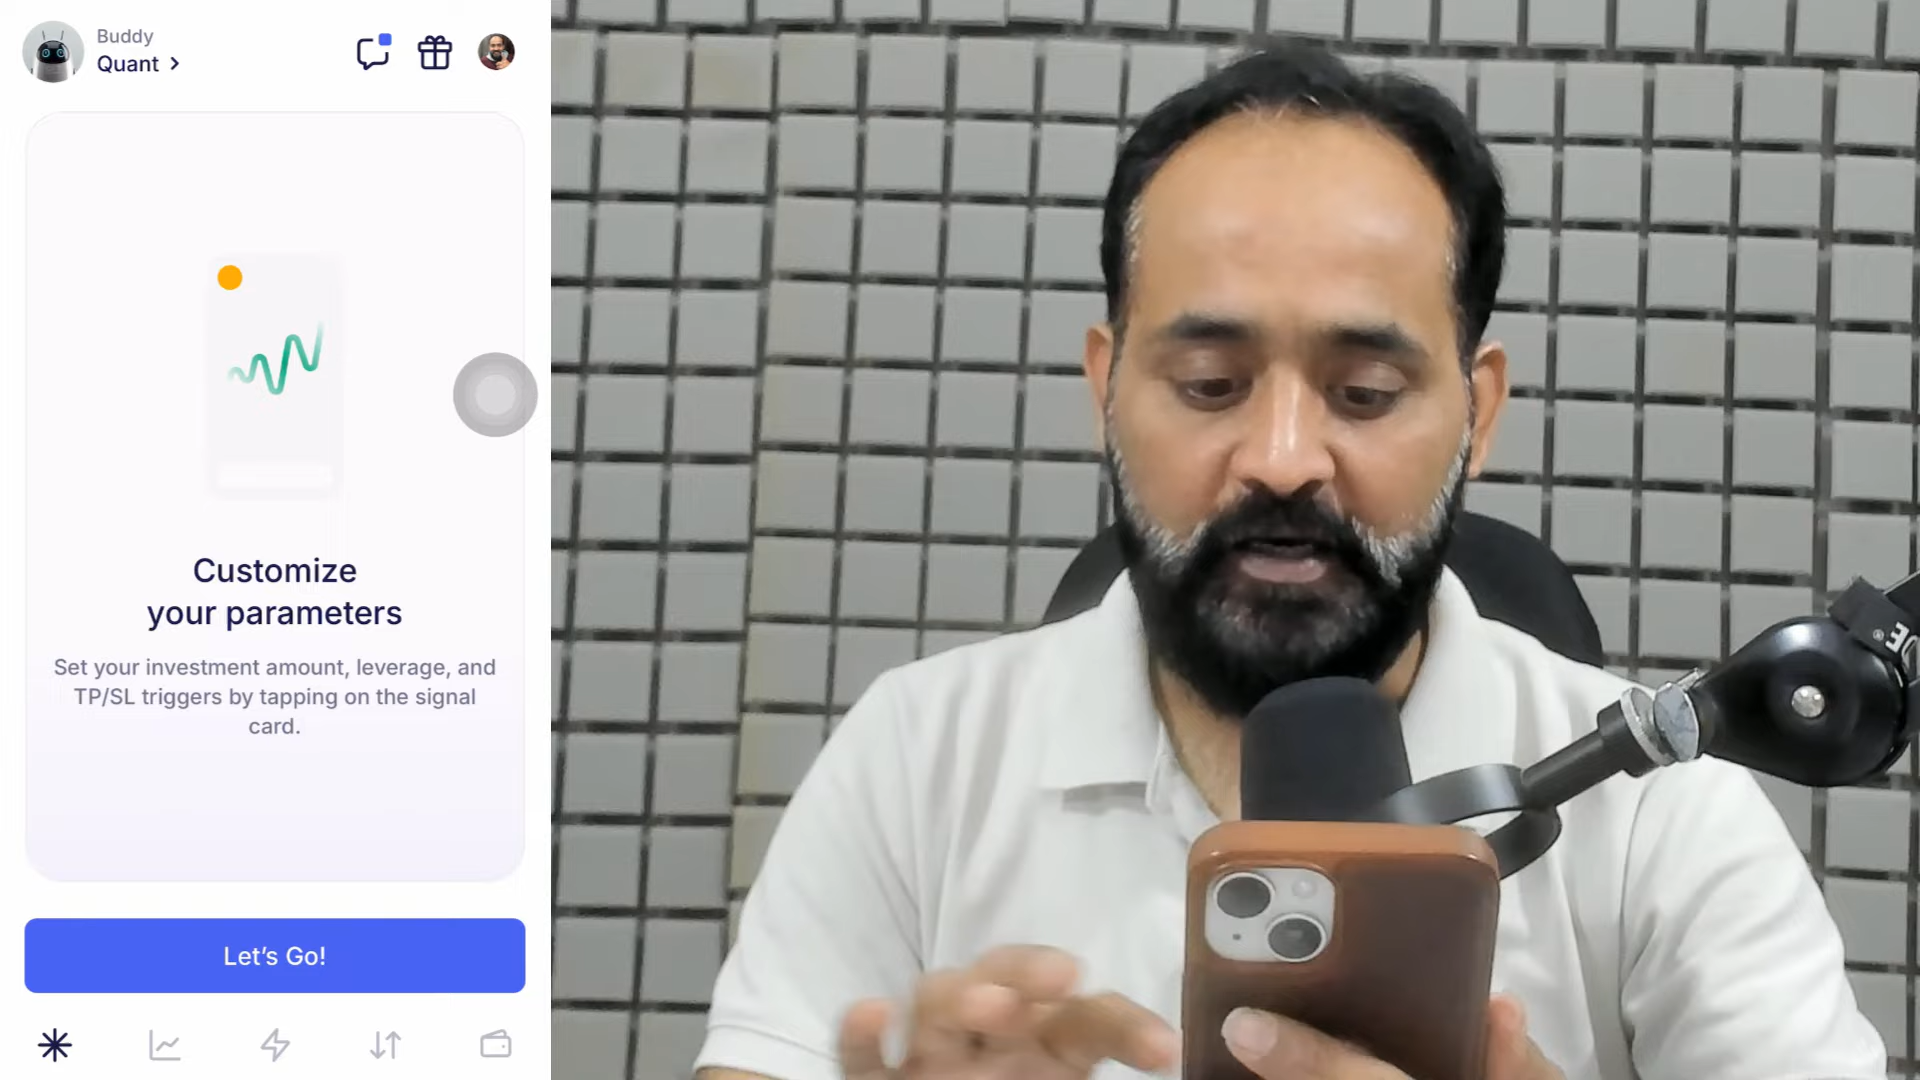 Buddy
Quant
Customize
your parameters
Set your investment amount, leverage, and
TP/SL triggers by tapping on the signal
card.
Let's Go!
DE